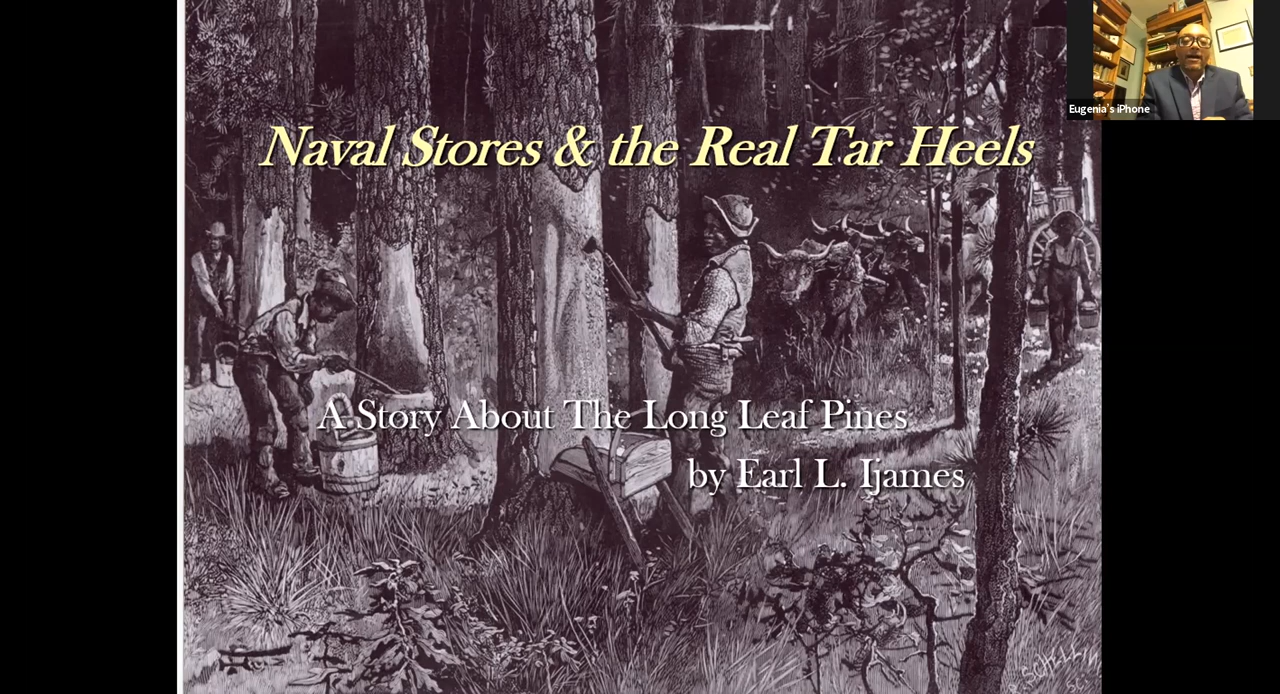 Eugenia's iPhone
Naval Stores & the Real Tar Heels
A Story About The Long Leaf Pines
by Earl L. Ijames